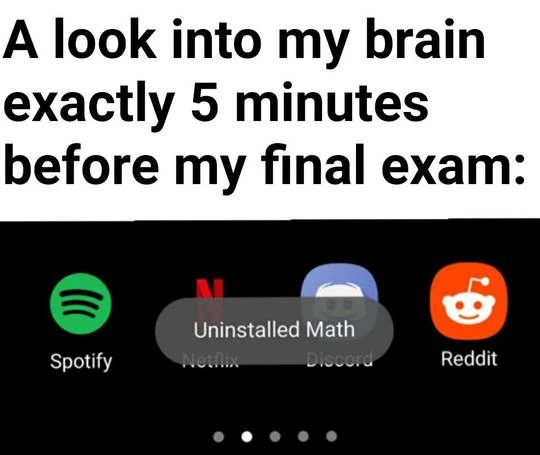 A look into my brain
exactly 5 minutes
before my final exam:
N
Uninstalled Math
Spotify Netflix Discord Reddit